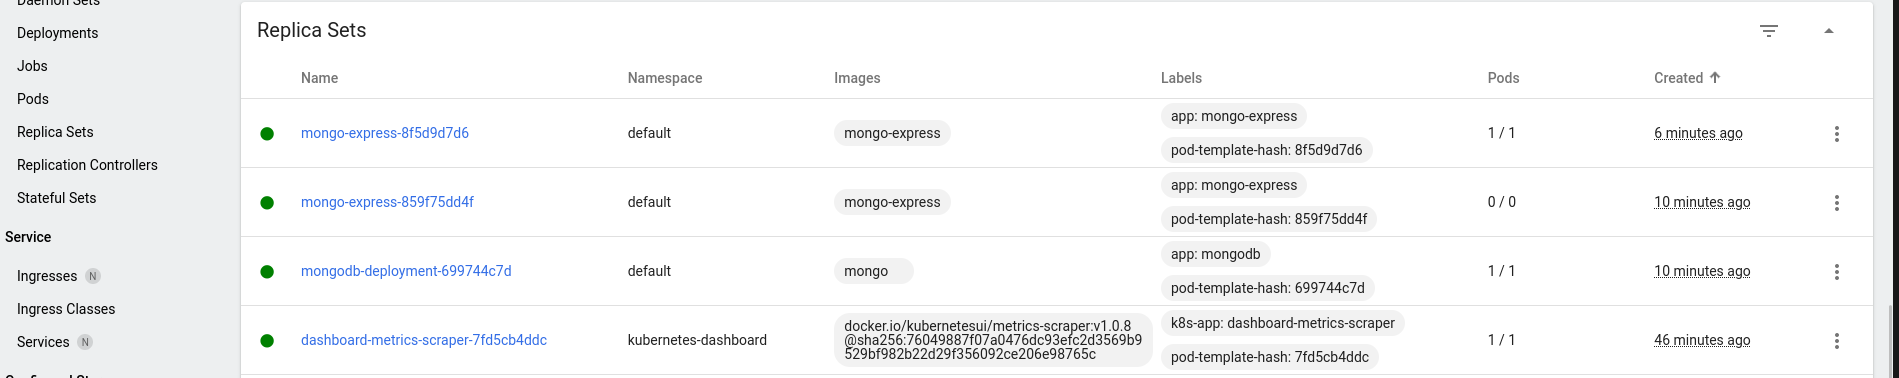 Daemon Sets
Deployments
Jobs
Pods
Replica Sets
Replication Controllers
Stateful Sets
Service
Ingresses N
Ingress Classes
Services N
Replica Sets
Name Namespace Images Labels Pods Created
mongo-express-8f5d9d7d6 default mongo-express app: mongo-express 1 / 1 6 minutes ago
pod-template-hash: 8f5d9d7d6
mongo-express-859f75dd4f default mongo-express app: mongo-express 0 / 0 10 minutes ago
pod-template-hash: 859f75dd4f
mongodb-deployment-699744c7d default mongo app: mongodb 1 / 1 10 minutes ago
pod-template-hash: 699744c7d
dashboard-metrics-scraper-7fd5cb4ddc kubernetes-dashboard docker.io/kubernetesui/metrics-scraper:v1.0.8 k8s-app: dashboard-metrics-scraper 1 / 1 46 minutes ago
@sha256:76049887f07a0476dc93efc2d3569b9
529bf982b22d29f356092ce206e98765c pod-template-hash: 7fd5cb4ddc